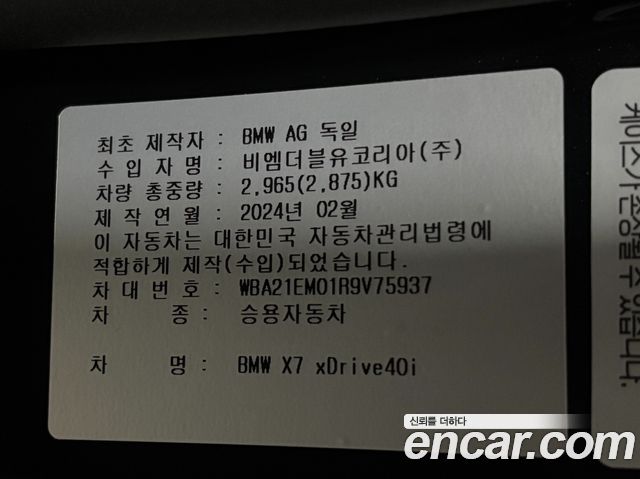 최초 제작자 : BMW AG 독일
수 입 자 명 : 비엠더블유코리아(주)
차량 총중량 : 2,965(2,875)KG
제 작 연 월 : 2024년 02월
이 자동차는 대한민국 자동차관리법령에
적합하게 제작(수입)되었습니다.
차 대 번 호 : WBA21EM01R9V75937
차 종 : 승용자동차
차 명 : BMW X7 xDrive40i
신뢰를 더하다
encar.com